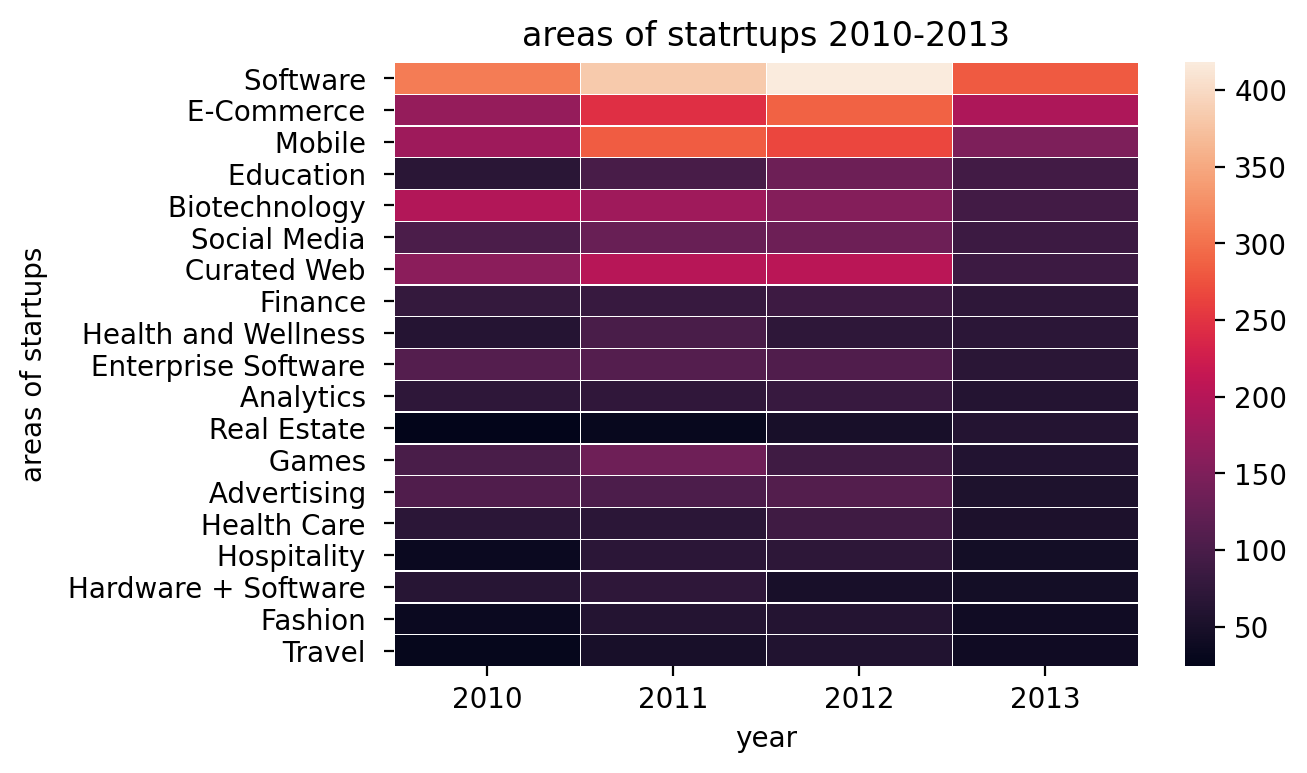 areas of statrtups 2010-2013
Software
E-Commerce
Mobile
Education
Biotechnology
Social Media
Curated Web
Finance
Health and Wellness
Enterprise Software
Analytics
Real Estate
Games
Advertising
Health Care
Hospitality
Hardware + Software
Fashion
Travel
areas of startups
2010 2011 2012 2013
year
400
350
300
250
200
150
100
50